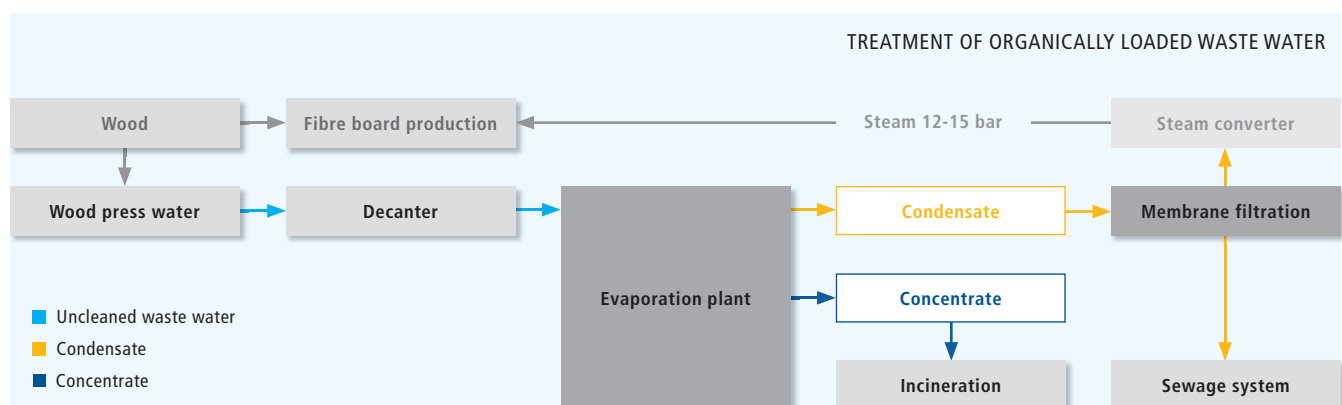 TREATMENT OF ORGANICALLY LOADED WASTE WATER
Wood
Fibre board production
Steam 12-15 bar
Steam converter
Wood press water
Decanter
Condensate
Membrane filtration
Evaporation plant
Concentrate
Uncleaned waste water
Condensate
Concentrate
Incineration
Sewage system